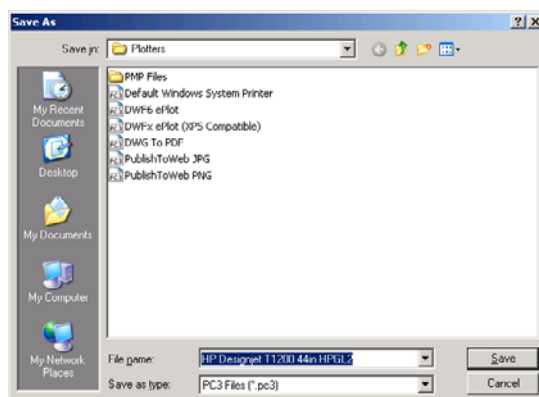 Save As
Save in:
Plotters
My Recent
Documents
Desktop
My Documents
My Computer
My Network
Places
PMP Files
Default Windows System Printer
DWF6 ePlot
DWFx ePlot (XPS Compatible)
DWG To PDF
PublishToWeb JPG
PublishToWeb PNG
File name:
HP Designjet T1200 44in HPGL2
Save
Save as type:
PC3 Files (*.pc3)
Cancel